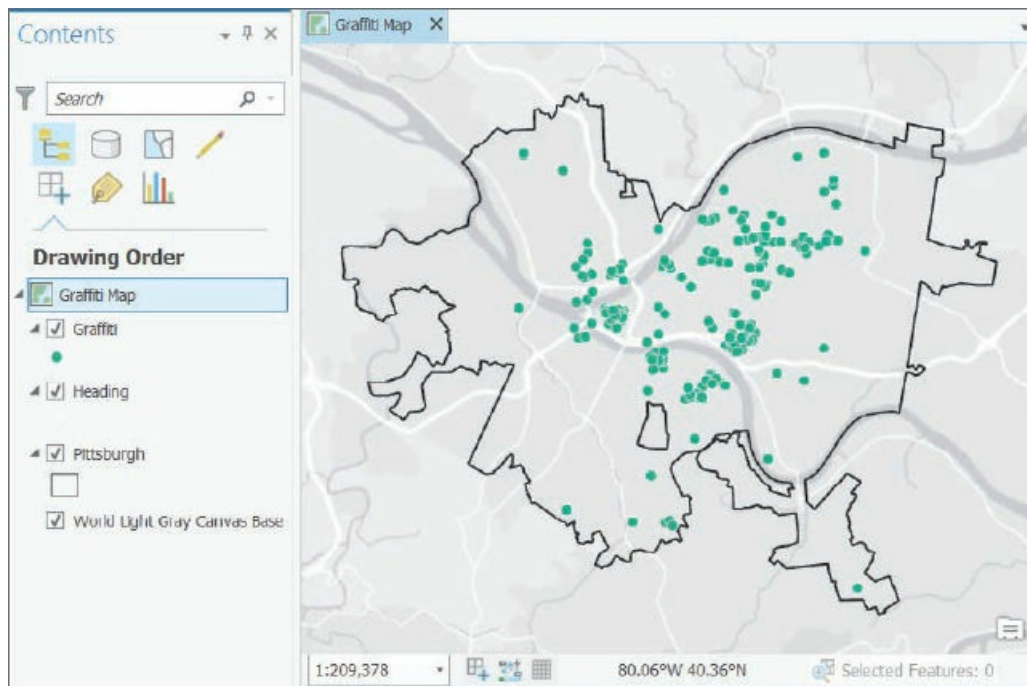 Contents
Graffiti Map
Search
Drawing Order
Graffiti Map
Graffiti
Heading
Pittsburgh
World Light Gray Canvas Base
1:209,378
80.06°W 40.36°N
Selected Features: 0